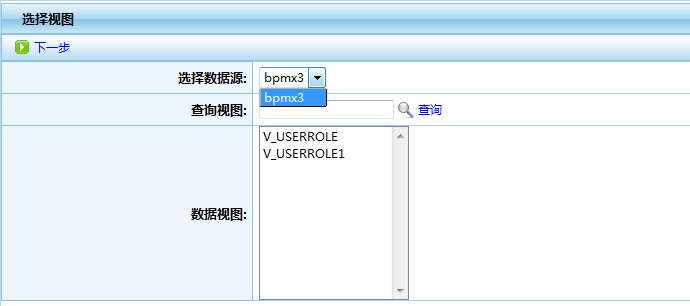 选择视图
下一步
选择数据源: bpmx3
bpmx3
查询视图: 查询
数据视图: V_USERROLE
V_USERROLE1